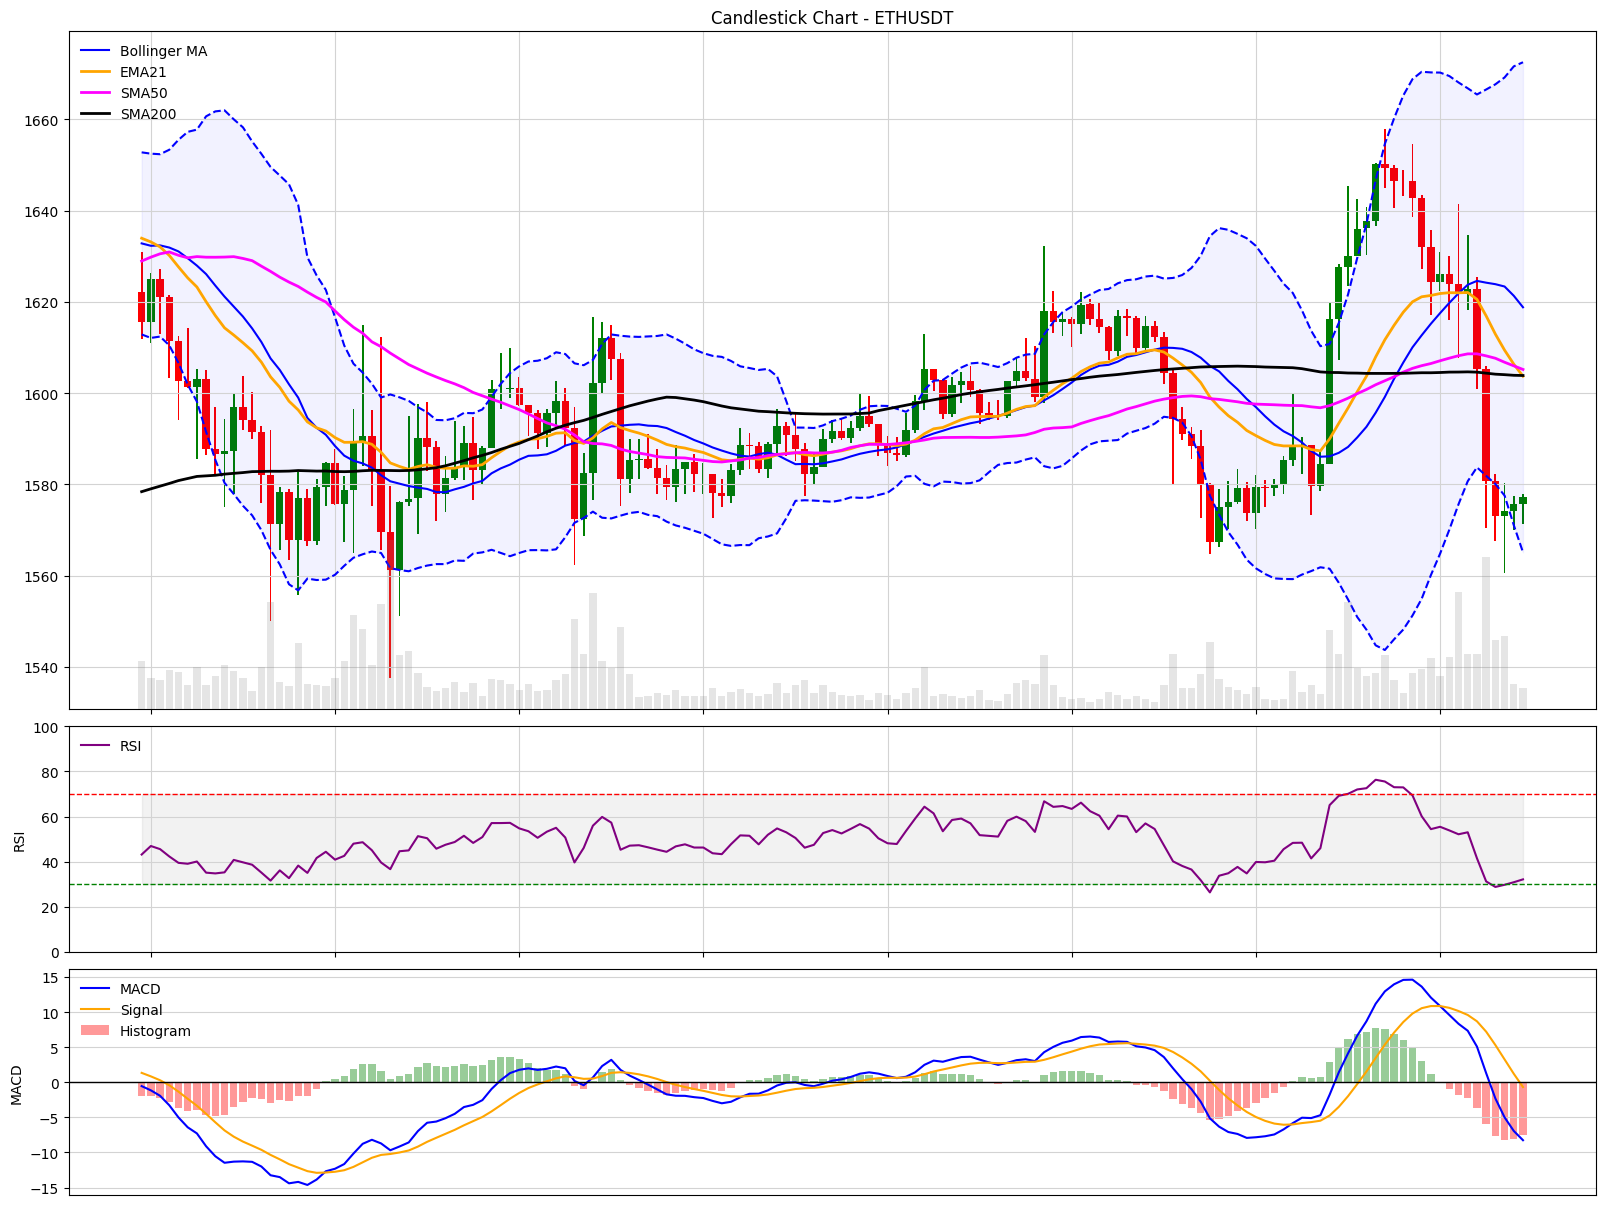 Candlestick Chart - ETHUSDT
Bollinger MA
EMA21
SMA50
SMA200
1660
1640
1620
1600
1580
1560
1540
RSI
100
80
60
40
20
0
RSI
MACD
Signal
Histogram
15
10
5
0
−5
−10
−15
MACD